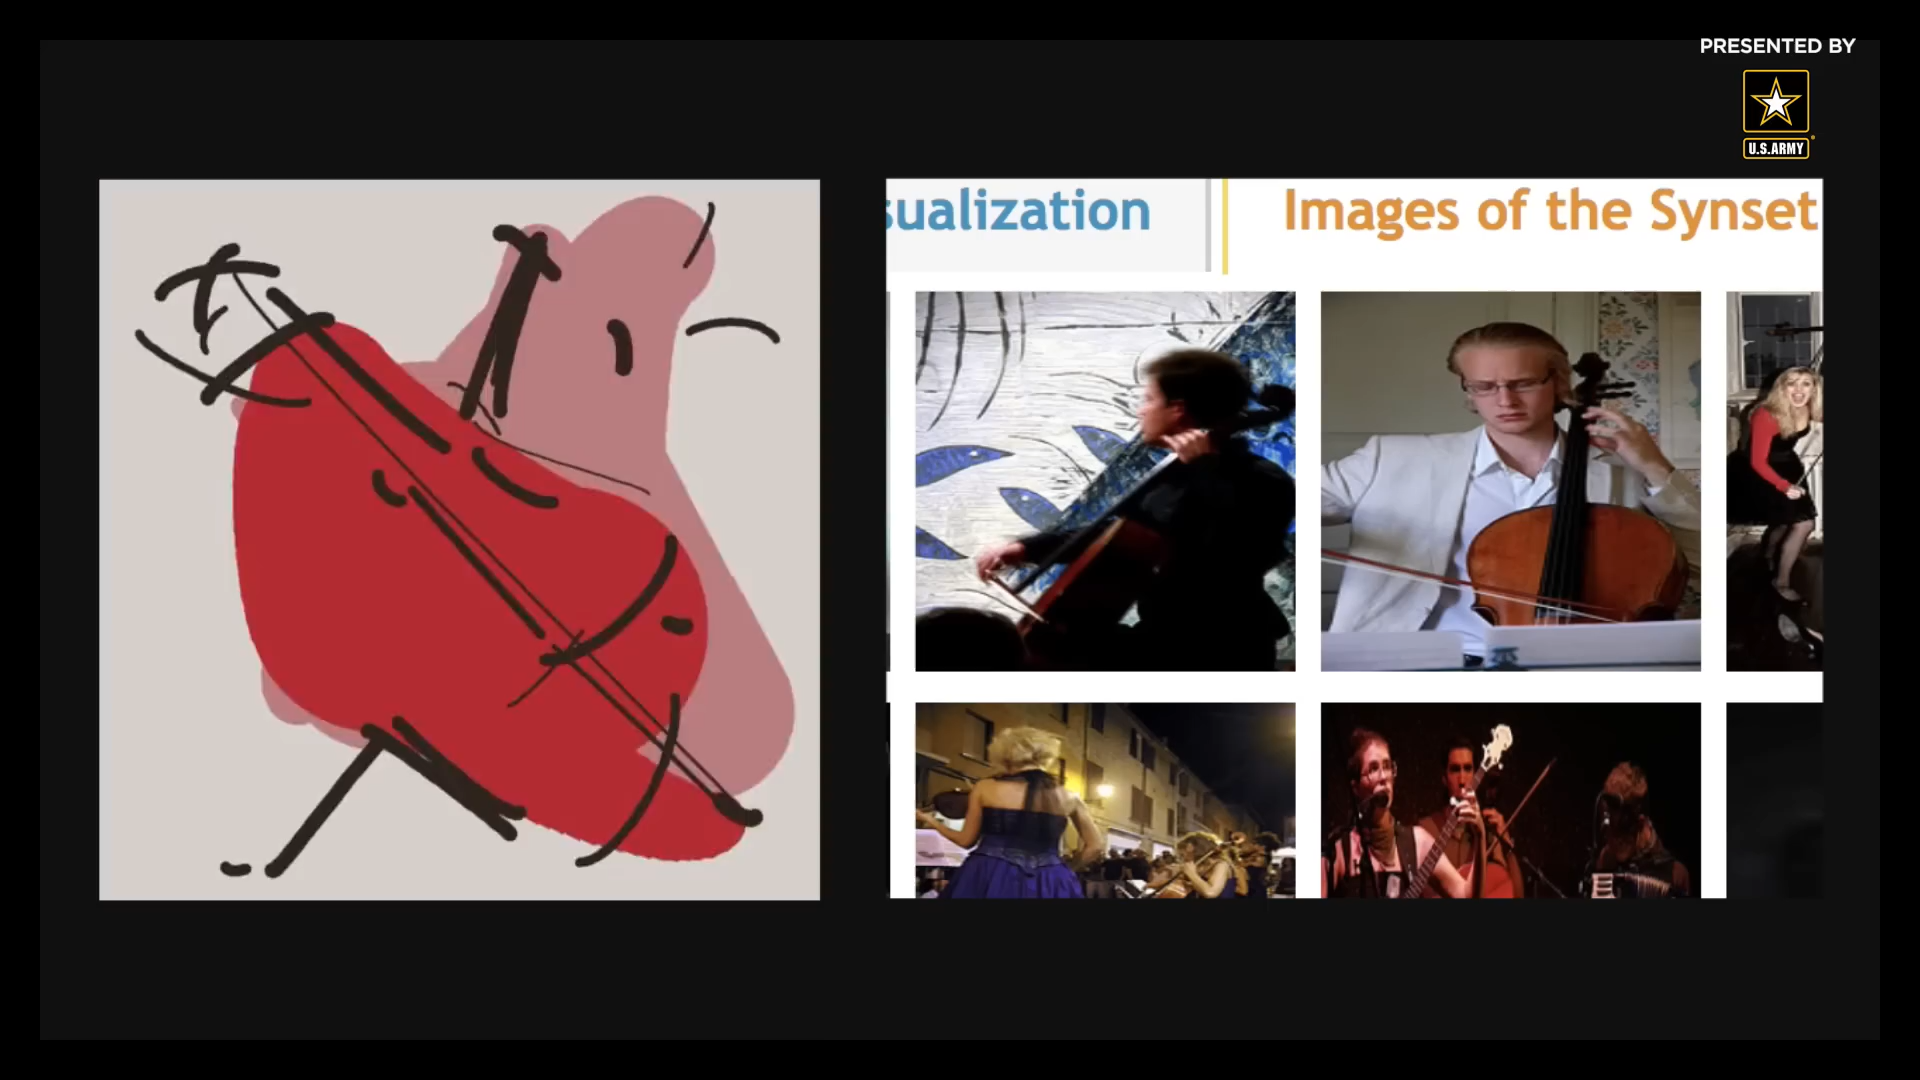 PRESENTED BY
U.S.ARMY
sualization
Images of the Synset